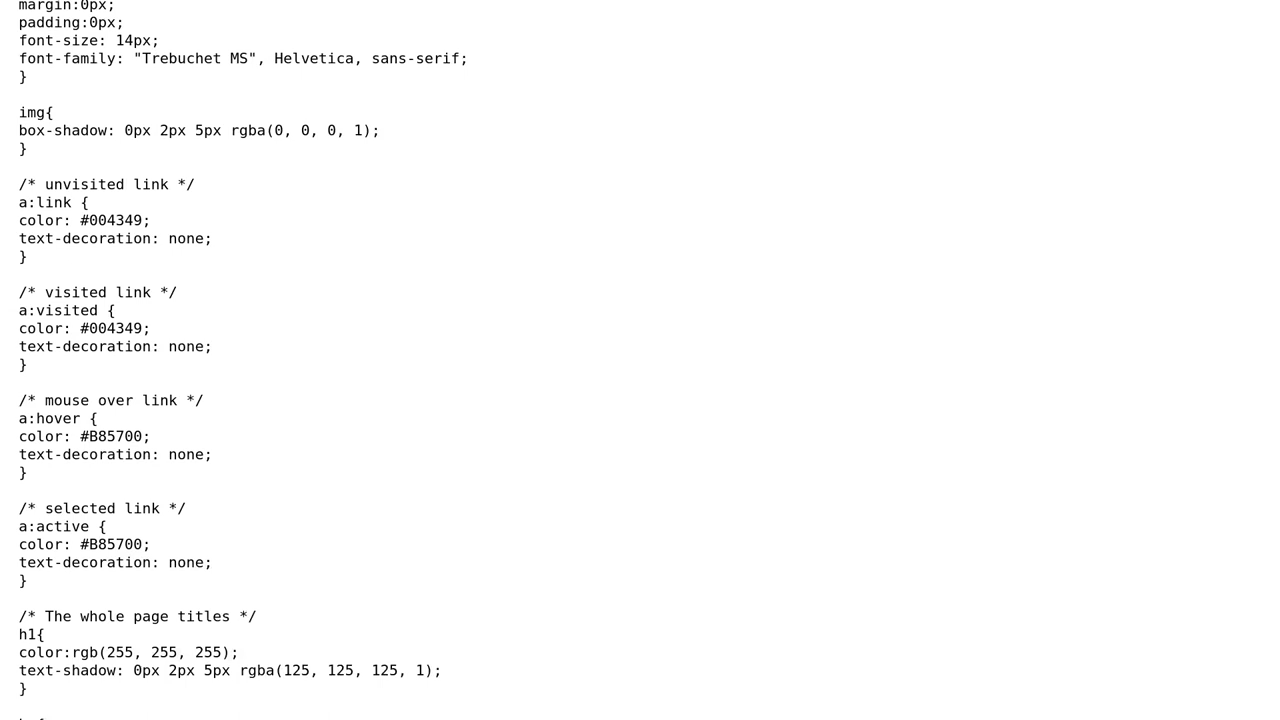 margin:0px;
padding:0px;
font-size: 14px;
font-family: "Trebuchet MS", Helvetica, sans-serif;
}

img{
box-shadow: 0px 2px 5px rgba(0, 0, 0, 1);
}

/* unvisited link */
a:link {
color: #004349;
text-decoration: none;
}

/* visited link */
a:visited {
color: #004349;
text-decoration: none;
}

/* mouse over link */
a:hover {
color: #B85700;
text-decoration: none;
}

/* selected link */
a:active {
color: #B85700;
text-decoration: none;
}

/* The whole page titles */
h1{
color:rgb(255, 255, 255);
text-shadow: 0px 2px 5px rgba(125, 125, 125, 1);
}